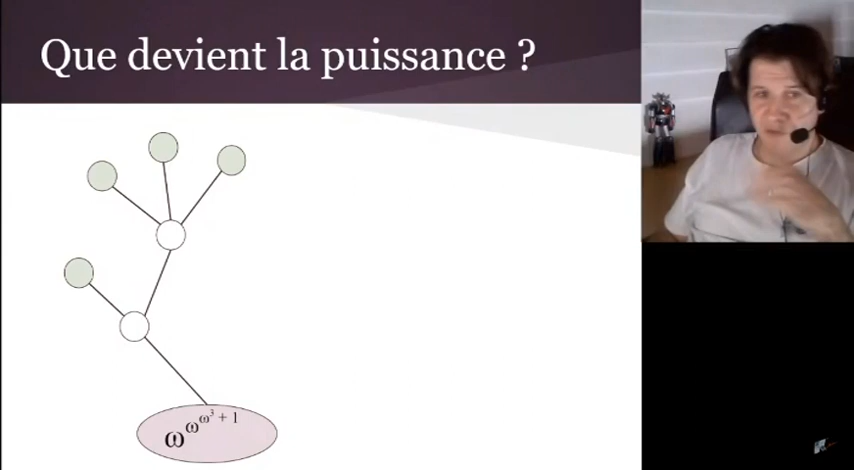 Que devient la puissance ?
ω^ω^ω^3 + 1